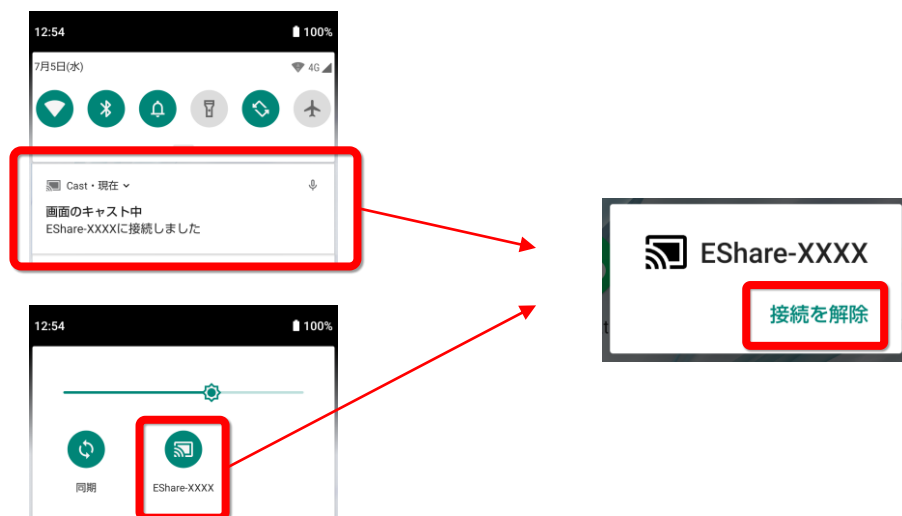 12:54 100%
7月5日(水) 4G
Cast・現在
画面のキャスト中
EShare-XXXXに接続しました
12:54 100%
同期 EShare-XXXX
EShare-XXXX
接続を解除